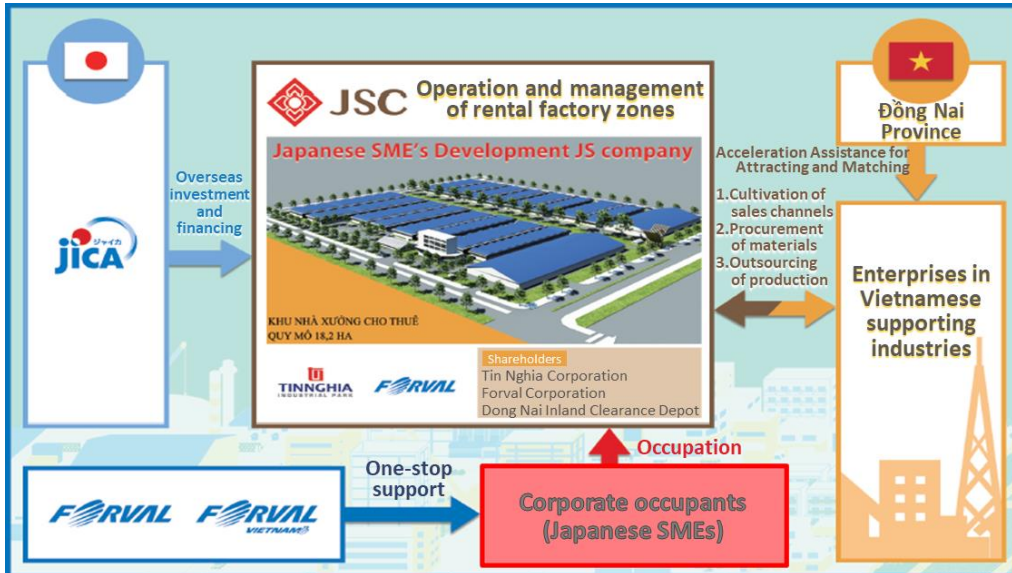 JSC
Operation and management
of rental factory zones
Japanese SME's Development JS company
KHU NHÀ XƯỞNG CHO THUÊ
QUY MÔ 18,2 HA
TINNGHIA
INDUSTRIAL PARK
FORVAL
Shareholders
Tin Nghia Corporation
Forval Corporation
Dong Nai Inland Clearance Depot
Overseas
investment
and
financing
ジャイカ
JICA
Đồng Nai
Province
Acceleration Assistance for
Attracting and Matching
1.Cultivation of
sales channels
2.Procurement
of materials
3.Outsourcing
of production
Enterprises in
Vietnamese
supporting
industries
Occupation
One-stop
support
FORVAL
FORVAL
VIETNAM
Corporate occupants
(Japanese SMEs)